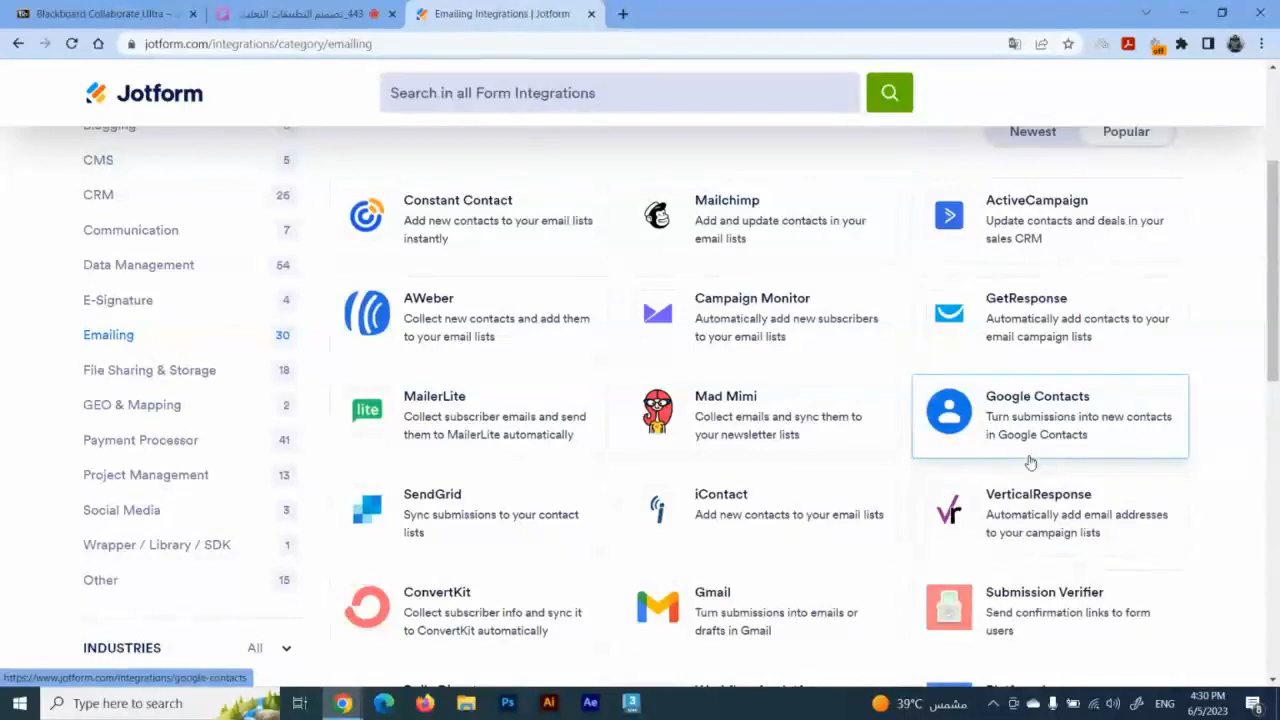 Blackboard Collaborate Ultra –
443_تصميم التطبيقات التعليم
Emailing Integrations | Jotform
jotform.com/integrations/category/emailing
off
Jotform
Search in all Form Integrations
Newest
Popular
Blogging
CMS
5
CRM
26
Communication
7
Data Management
54
E-Signature
4
Emailing
30
File Sharing & Storage
18
GEO & Mapping
2
Payment Processor
41
Project Management
13
Social Media
3
Wrapper / Library / SDK
1
Other
15
INDUSTRIES
All
Constant Contact
Add new contacts to your email lists
instantly
Mailchimp
Add and update contacts in your
email lists
ActiveCampaign
Update contacts and deals in your
sales CRM
AWeber
Collect new contacts and add them
to your email lists
Campaign Monitor
Automatically add new subscribers
to your email lists
GetResponse
Automatically add contacts to your
email campaign lists
lite
MailerLite
Collect subscriber emails and send
them to MailerLite automatically
Mad Mimi
Collect emails and sync them to
your newsletter lists
Google Contacts
Turn submissions into new contacts
in Google Contacts
SendGrid
Sync submissions to your contact
lists
iContact
Add new contacts to your email lists
VerticalResponse
Automatically add email addresses
to your campaign lists
ConvertKit
Collect subscriber info and sync it
to ConvertKit automatically
Gmail
Turn submissions into emails or
drafts in Gmail
Submission Verifier
Send confirmation links to form
users
https://www.jotform.com/integrations/google-contacts
Type here to search
Ps
Ai
Ae
3
39°C مشمس
ENG
4:30 PM
6/5/2023
8